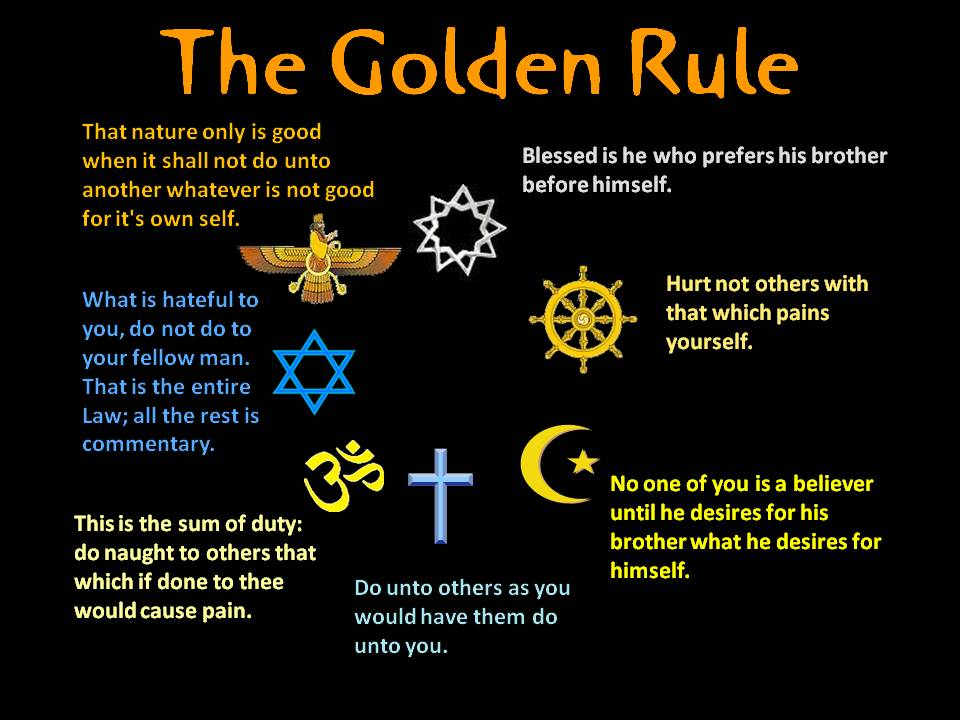 The Golden Rule
That nature only is good
when it shall not do unto
another whatever is not good
for it's own self.
Blessed is he who prefers his brother
before himself.
What is hateful to
you, do not do to
your fellow man.
That is the entire
Law; all the rest is
commentary.
Hurt not others with
that which pains
yourself.
This is the sum of duty:
do naught to others that
which if done to thee
would cause pain.
ॐ
Do unto others as you
would have them do
unto you.
No one of you is a believer
until he desires for his
brother what he desires for
himself.